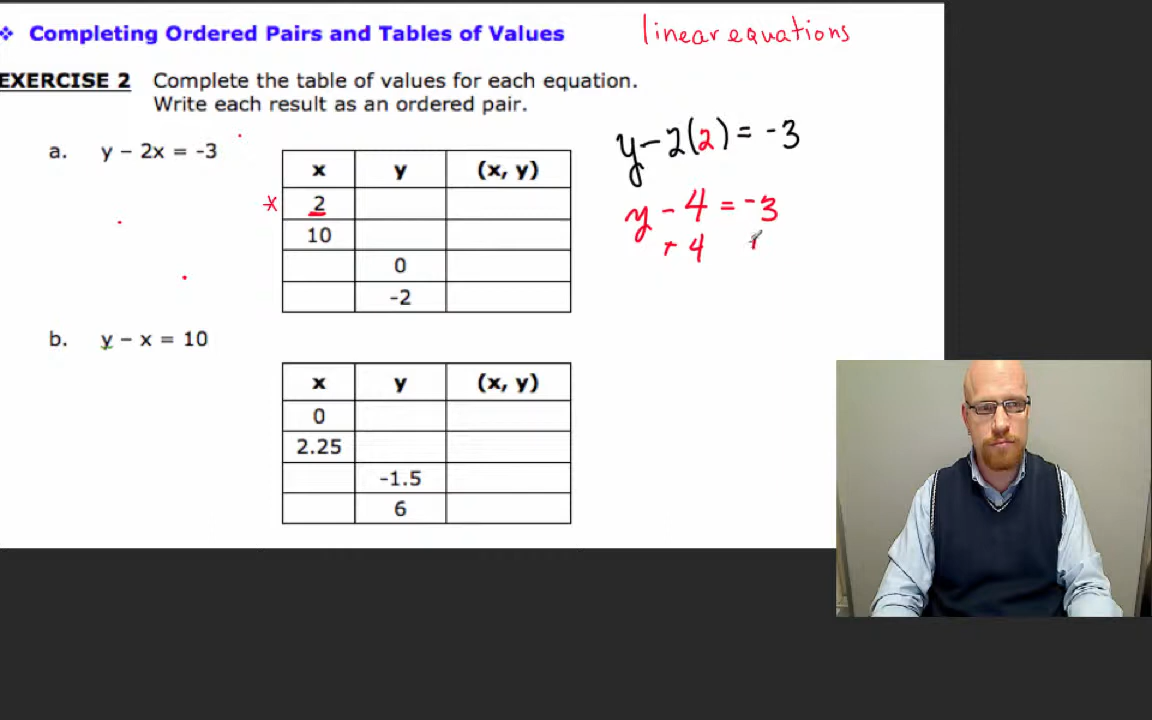 ❖ Completing Ordered Pairs and Tables of Values
linear equations
EXERCISE 2 Complete the table of values for each equation.
Write each result as an ordered pair.
a. y – 2x = -3
x y (x, y)
* 2
10
0
-2
y - 2(2) = -3
y - 4 = -3
+ 4
b. y – x = 10
x y (x, y)
0
2.25
-1.5
6